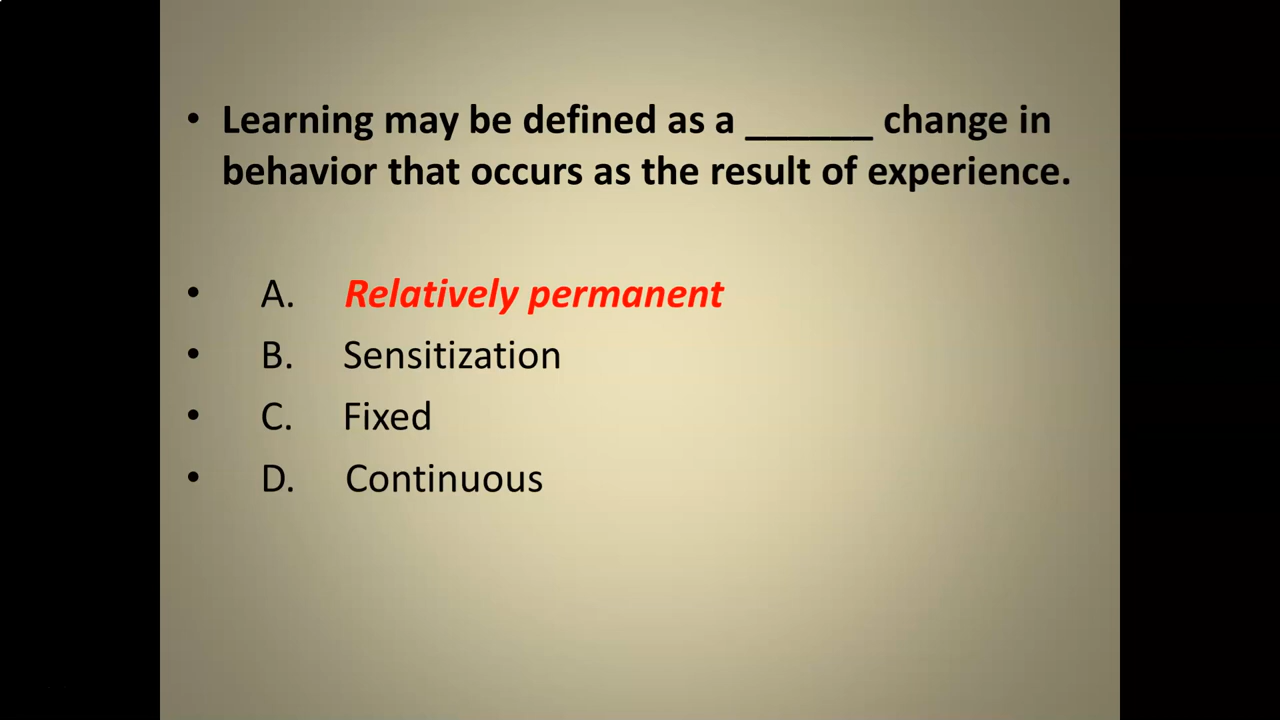 • Learning may be defined as a ______ change in
behavior that occurs as the result of experience.
• A. Relatively permanent
• B. Sensitization
• C. Fixed
• D. Continuous